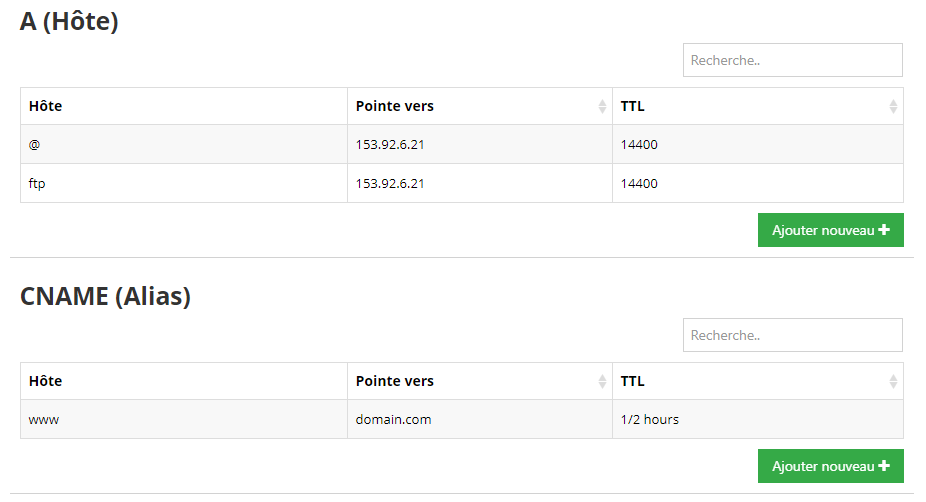 A (Hôte)
Recherche..
Hôte Pointe vers TTL
@ 153.92.6.21 14400
ftp 153.92.6.21 14400
Ajouter nouveau +
CNAME (Alias)
Recherche..
Hôte Pointe vers TTL
www domain.com 1/2 hours
Ajouter nouveau +